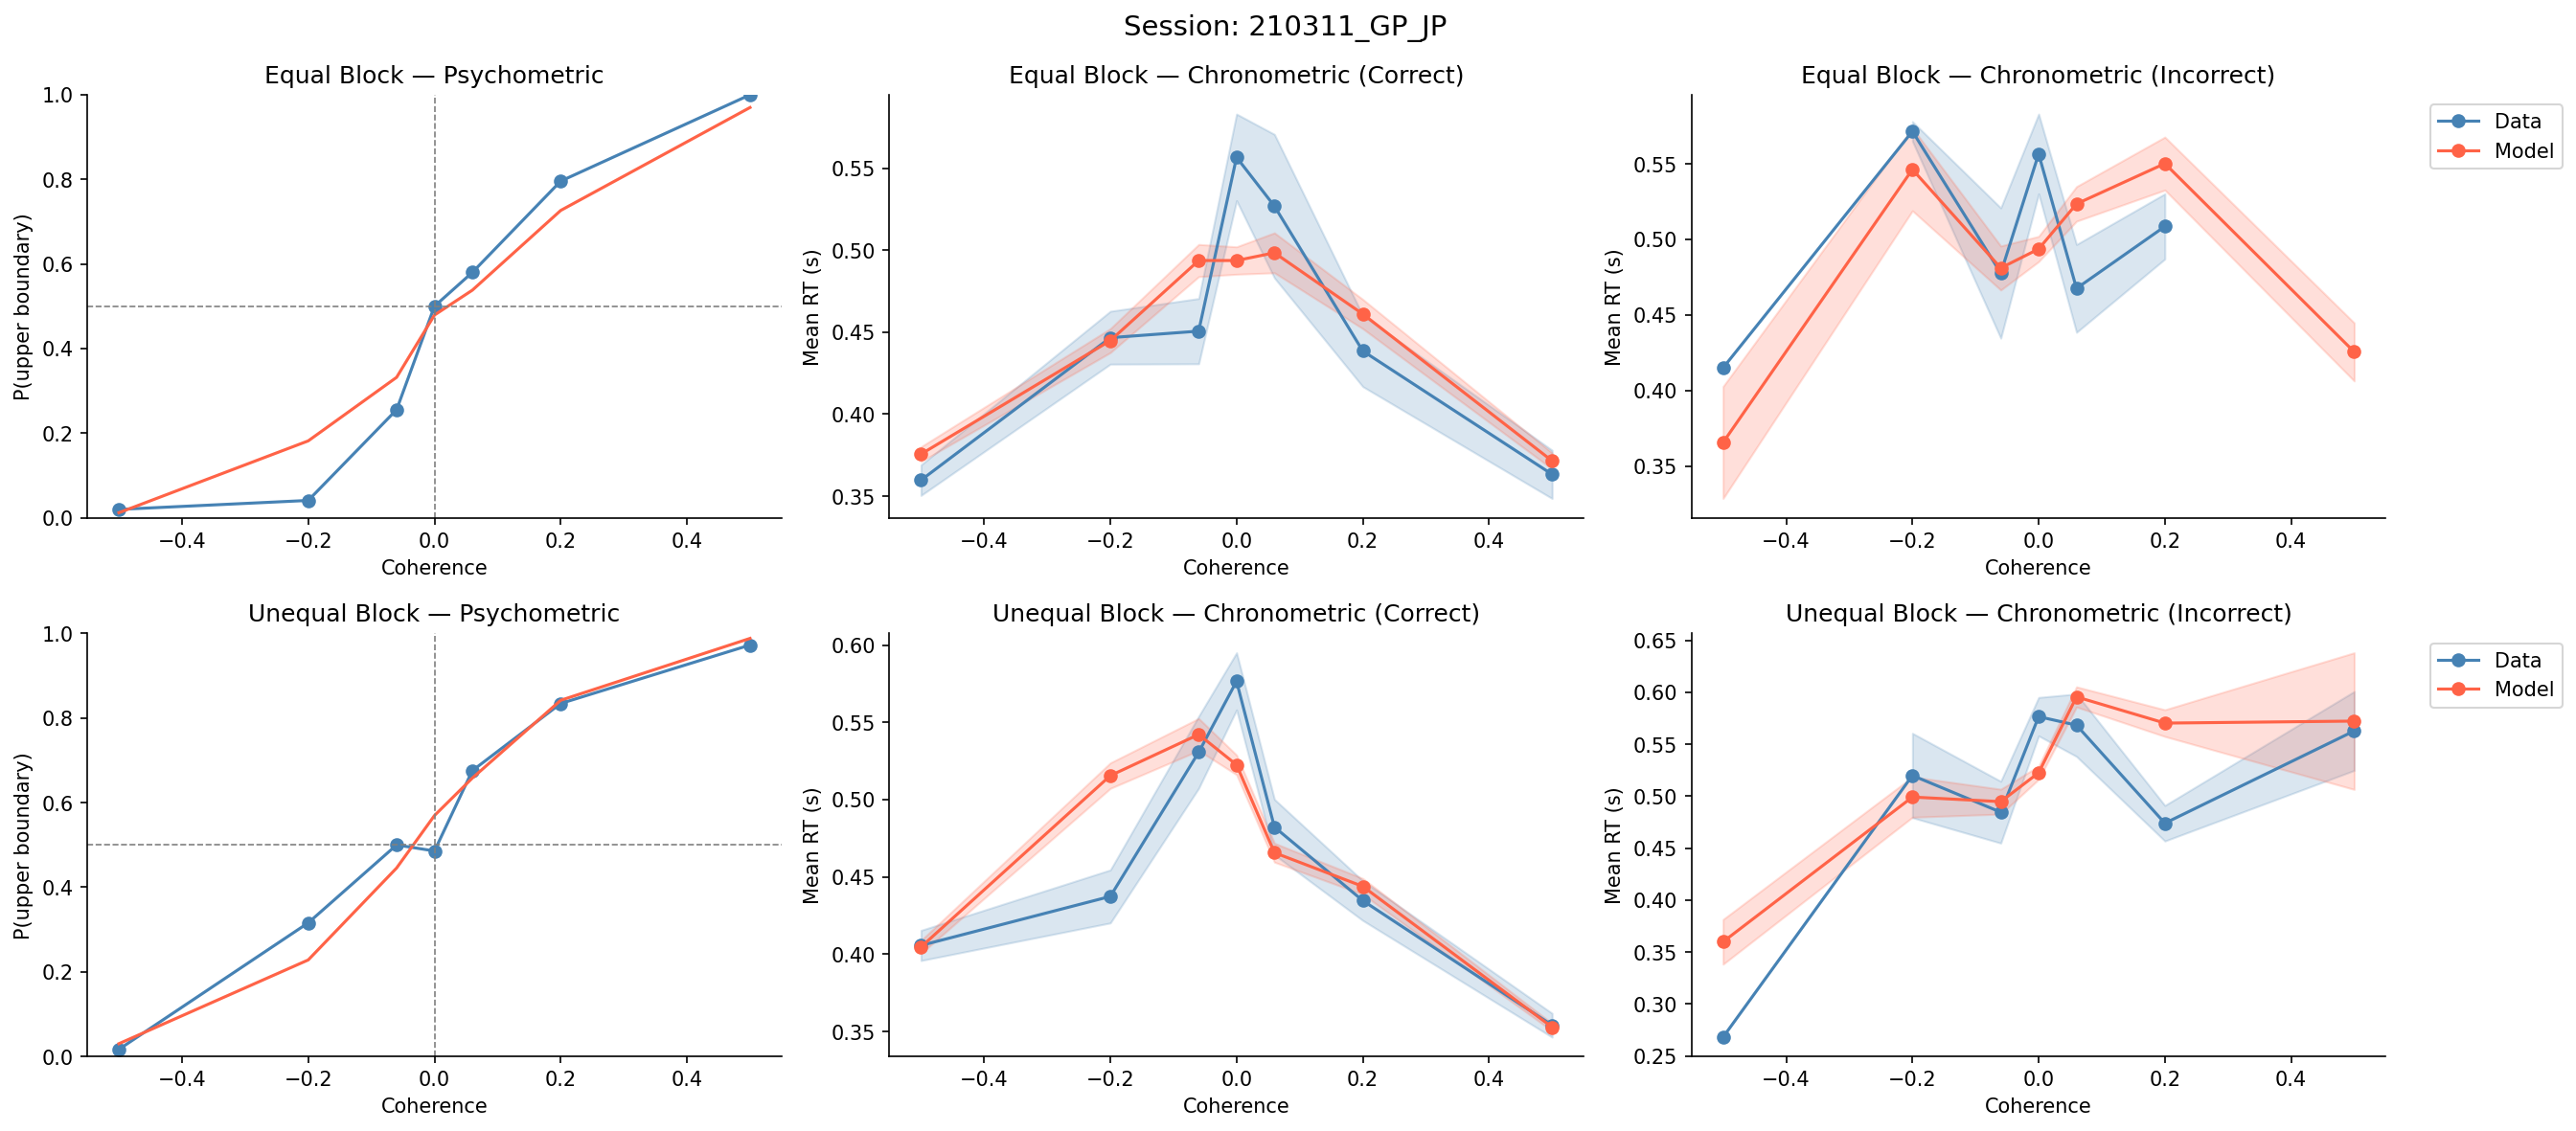 Session: 210311_GP_JP
Equal Block — Psychometric
P(upper boundary)
1.0
0.8
0.6
0.4
0.2
0.0
−0.4 −0.2 0.0 0.2 0.4
Coherence
Equal Block — Chronometric (Correct)
Mean RT (s)
0.55
0.50
0.45
0.40
0.35
−0.4 −0.2 0.0 0.2 0.4
Coherence
Equal Block — Chronometric (Incorrect)
Mean RT (s)
0.55
0.50
0.45
0.40
0.35
−0.4 −0.2 0.0 0.2 0.4
Coherence
Data
Model
Unequal Block — Psychometric
P(upper boundary)
1.0
0.8
0.6
0.4
0.2
0.0
−0.4 −0.2 0.0 0.2 0.4
Coherence
Unequal Block — Chronometric (Correct)
Mean RT (s)
0.60
0.55
0.50
0.45
0.40
0.35
−0.4 −0.2 0.0 0.2 0.4
Coherence
Unequal Block — Chronometric (Incorrect)
Mean RT (s)
0.65
0.60
0.55
0.50
0.45
0.40
0.35
0.30
0.25
−0.4 −0.2 0.0 0.2 0.4
Coherence
Data
Model